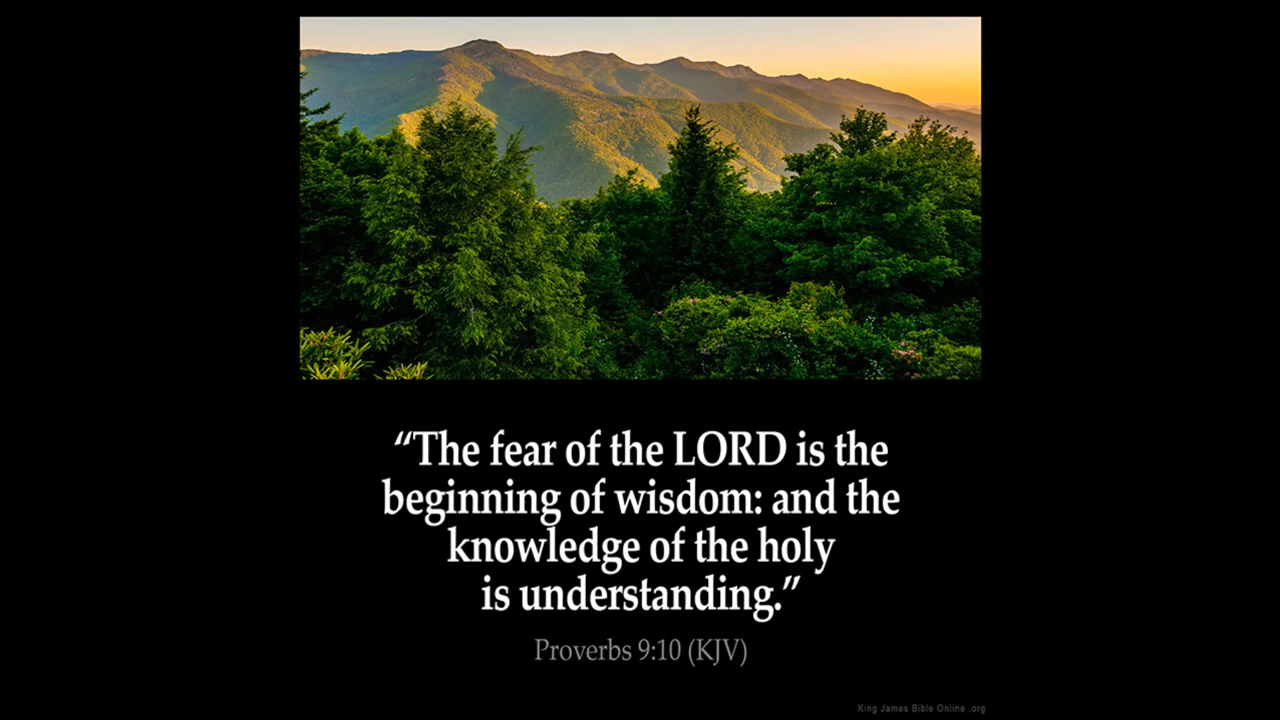 “The fear of the LORD is the
beginning of wisdom: and the
knowledge of the holy
is understanding.”
Proverbs 9:10 (KJV)
King James Bible Online .org